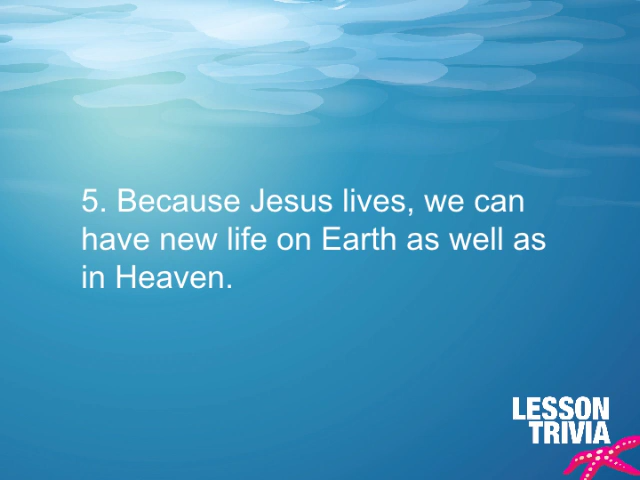 5. Because Jesus lives, we can
have new life on Earth as well as
in Heaven.
LESSON
TRIVIA